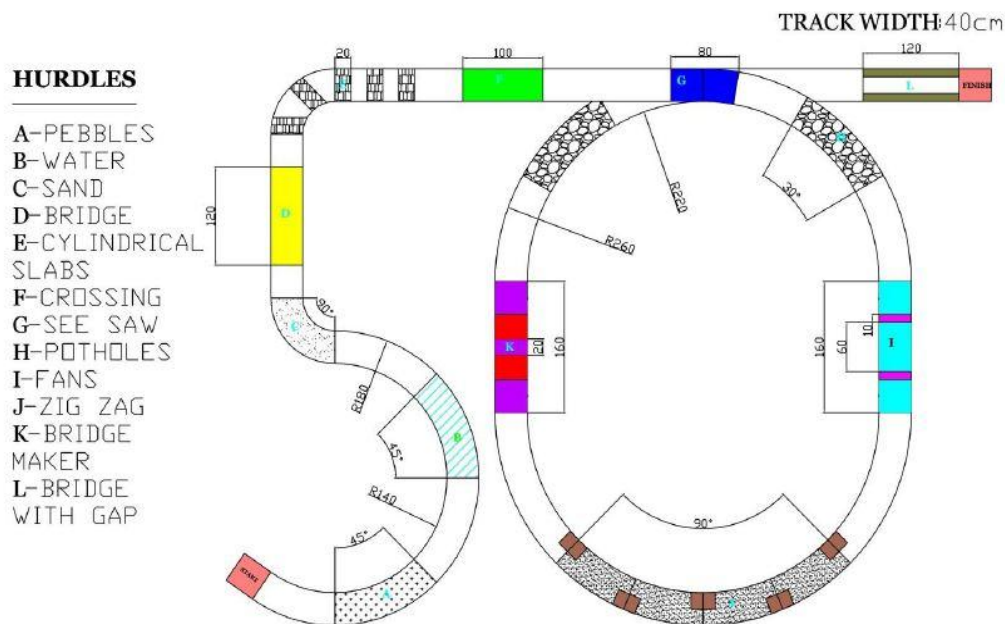 TRACK WIDTH:40cm
HURDLES
A-PEBBLES
B-WATER
C-SAND
D-BRIDGE
E-CYLINDRICAL
SLABS
F-CROSSING
G-SEE SAW
H-POTHOLES
I-FANS
J-ZIG ZAG
K-BRIDGE
MAKER
L-BRIDGE
WITH GAP
20
100
80
120
F
G
L
FINISH
30°
R220
R260
120
D
90°
C
R180
B
45°
R140
45°
START
A
K
20
160
160
60
10
I
90°